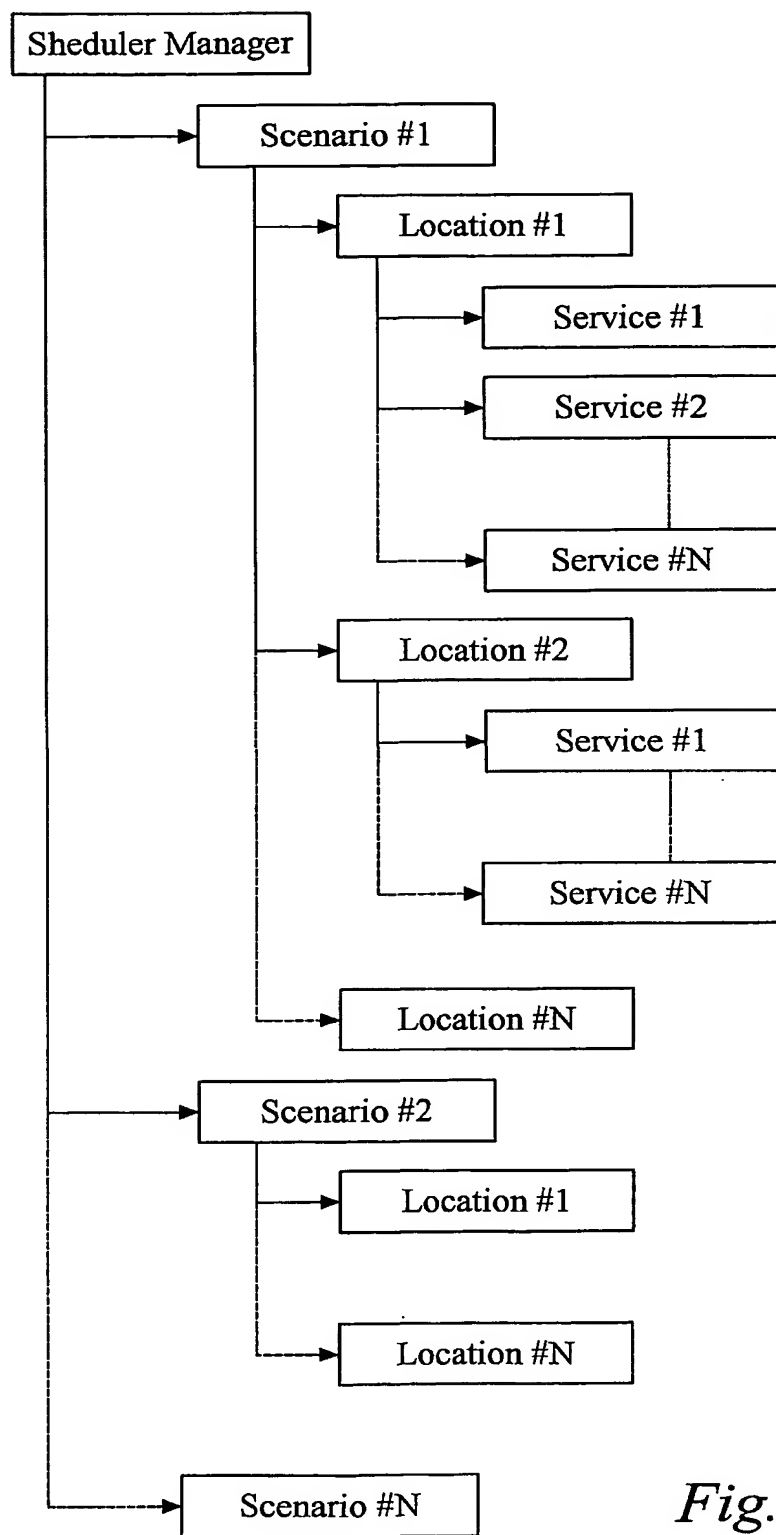 Sheduler Manager
Scenario #1
Location #1
Service #1
Service #2
Service #N
Location #2
Service #1
Service #N
Location #N
Scenario #2
Location #1
Location #N
Scenario #N
Fig.